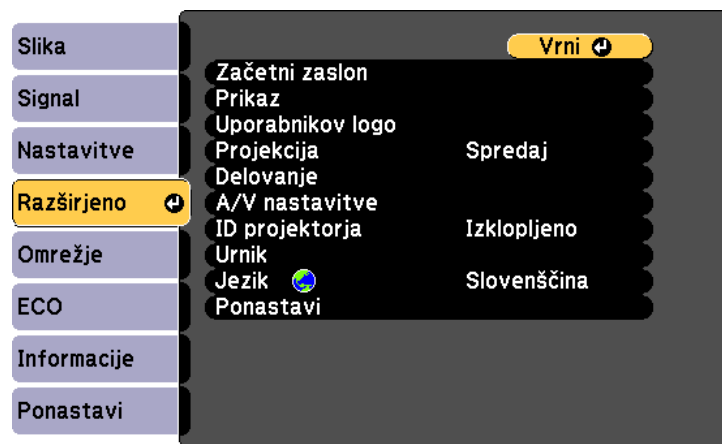 Slika
Signal
Nastavitve
Razširjeno
Omrežje
ECO
Informacije
Ponastavi
Vrni
Začetni zaslon
Prikaz
Uporabnikov logo
Projekcija Spredaj
Delovanje
A/V nastavitve
ID projektorja Izklopljeno
Urnik
Jezik Slovenščina
Ponastavi